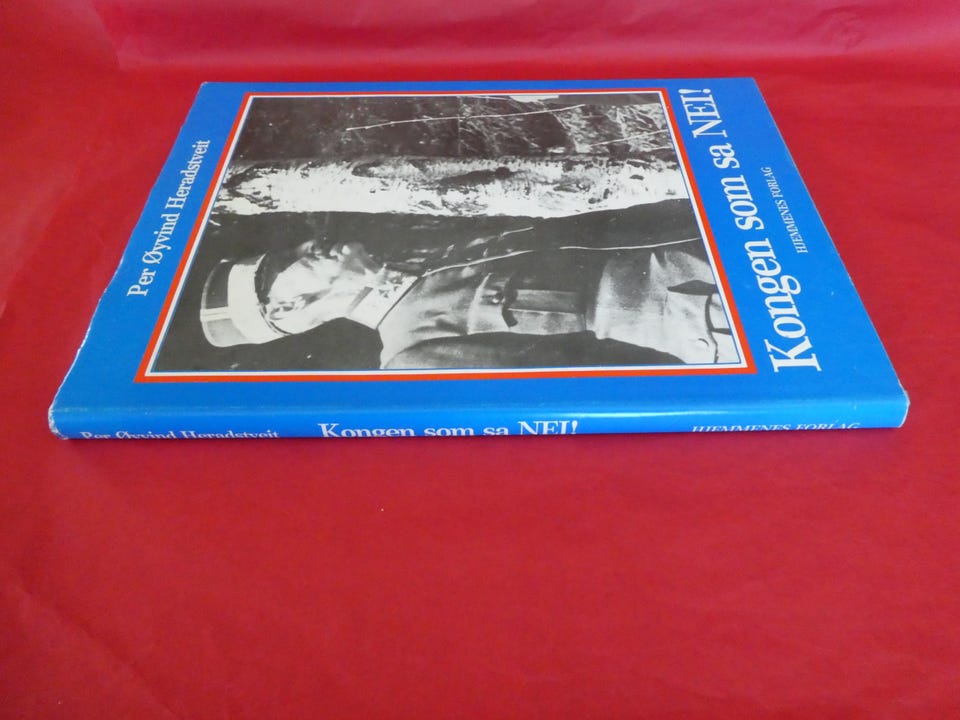 Per Øyvind Heradstveit
Kongen som sa NEI!
HJEMMENES FORLAG
Per Øyvind Heradstveit Kongen som sa NEI! HJEMMENES FORLAG